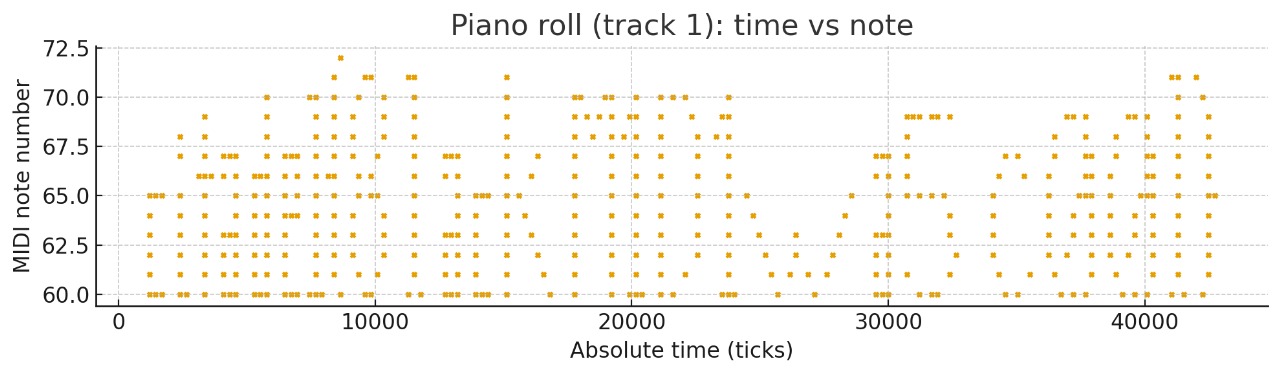 Piano roll (track 1): time vs note
MIDI note number
72.5
70.0
67.5
65.0
62.5
60.0
0 10000 20000 30000 40000
Absolute time (ticks)